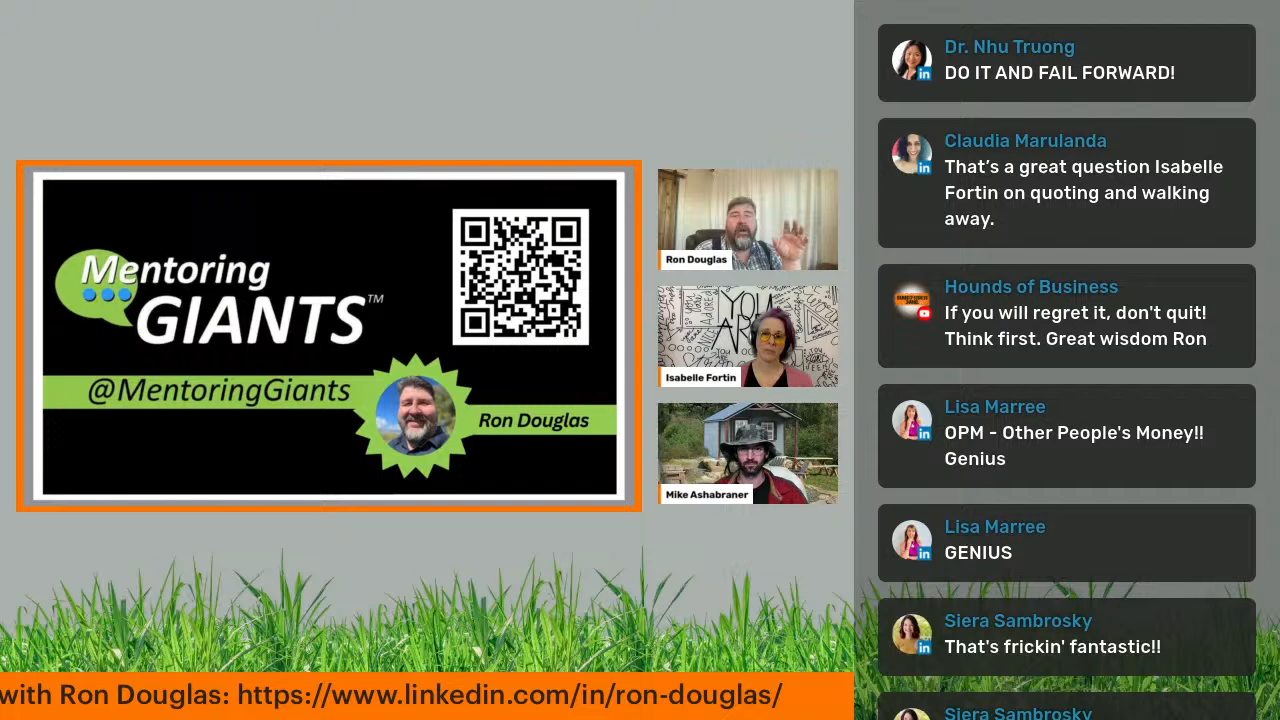 Mentoring
GIANTS™
@MentoringGiants
Ron Douglas
Ron Douglas
YOU
AR
Isabelle Fortin
Mike Ashabraner
with Ron Douglas: https://www.linkedin.com/in/ron-douglas/
Dr. Nhu Truong
DO IT AND FAIL FORWARD!
Claudia Marulanda
That’s a great question Isabelle
Fortin on quoting and walking
away.
Hounds of Business
If you will regret it, don't quit!
Think first. Great wisdom Ron
Lisa Marree
OPM - Other People's Money!!
Genius
Lisa Marree
GENIUS
Siera Sambrosky
That's frickin' fantastic!!
Siera Sambrosky